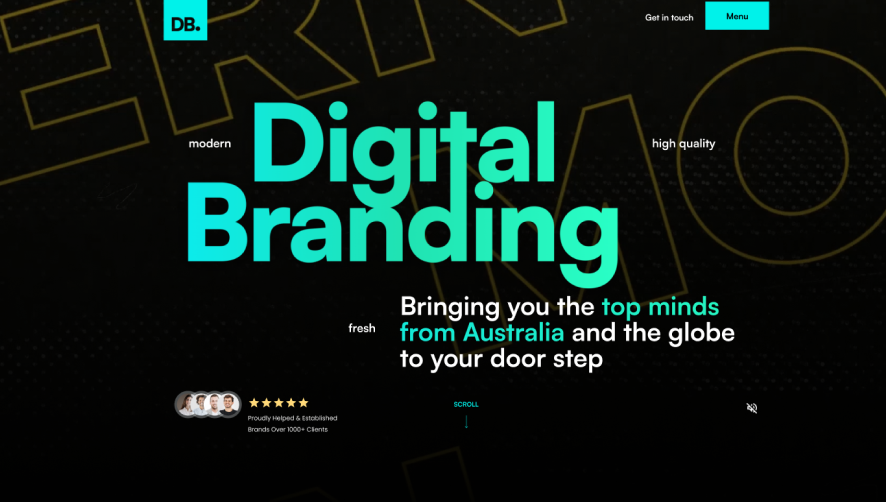 DB.
Get in touch
Menu
Digital
modern
high quality
Branding
Bringing you the top minds
from Australia and the globe
to your door step
fresh
SCROLL
Proudly Helped & Established
Brands Over 1000+ Clients